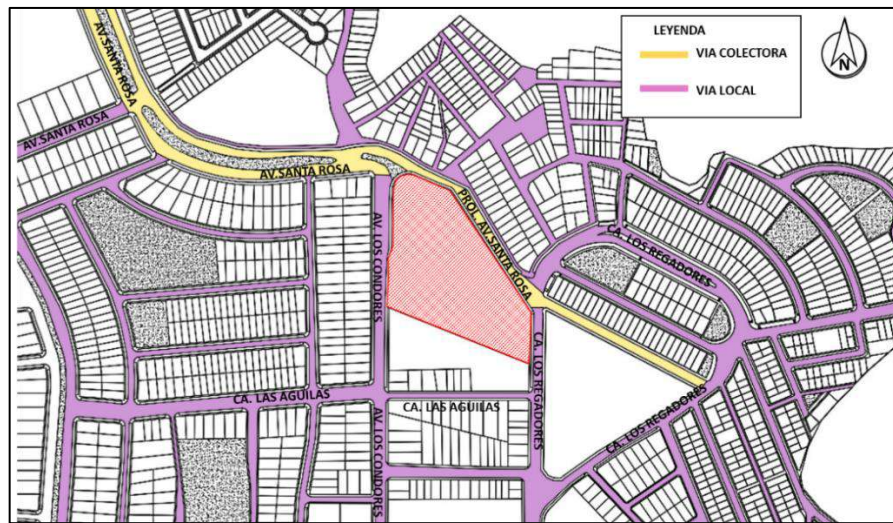 LEYENDA
VIA COLECTORA
VIA LOCAL
N
AV.SANTA ROSA
AV.SANTA ROSA
AV.SANTA ROSA
PROL. AV.SANTA ROSA
AV. LOS CONDORES
CA. LOS REGADORES
CA. LOS REGADORES
CA. LAS AGUILAS
CA. LAS AGUILAS
AV. LOS CONDORES
CA. LOS REGADORES